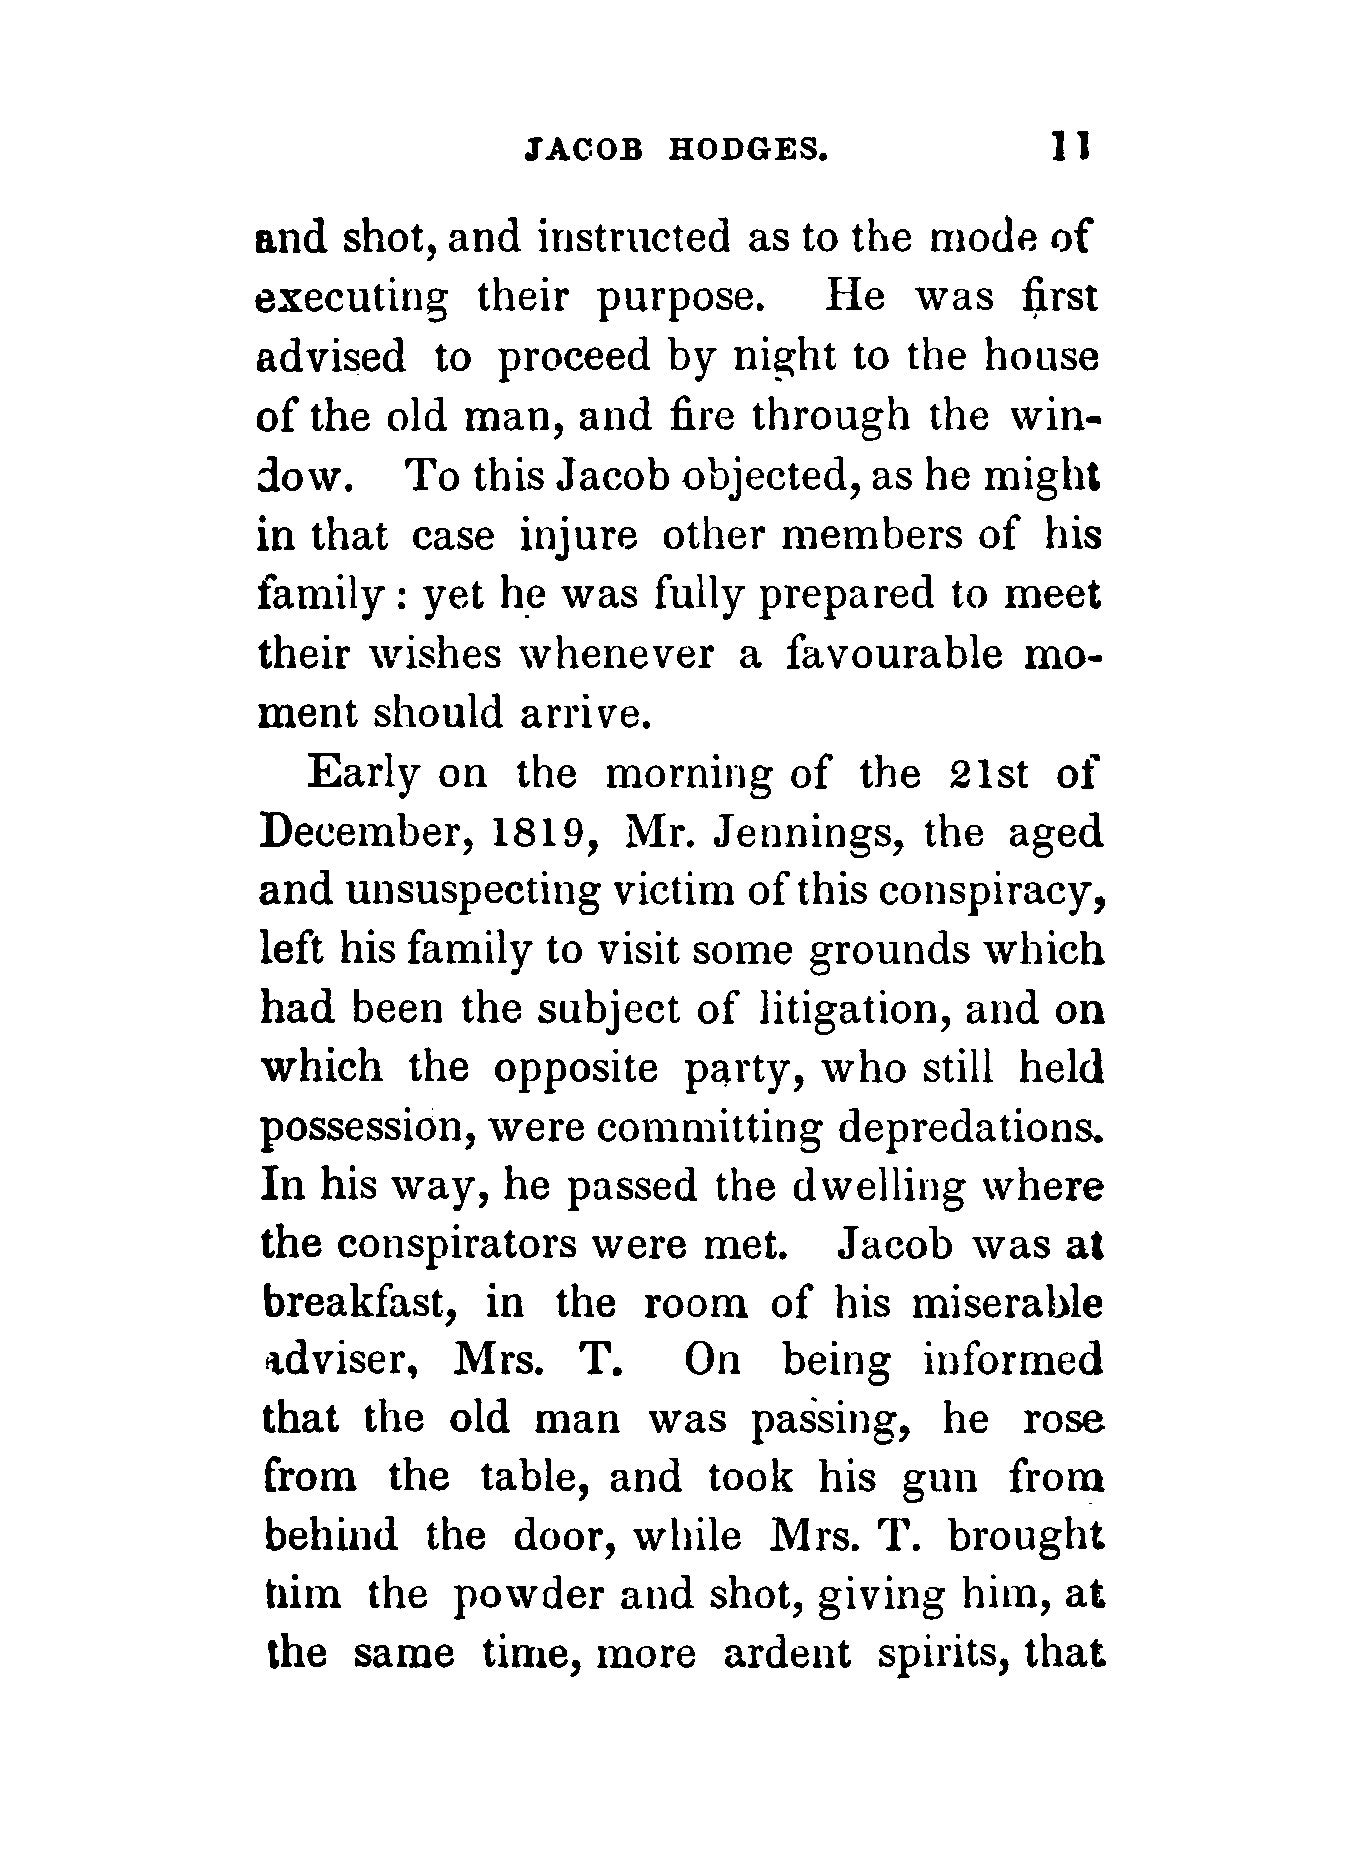 JACOB HODGES. 11
and shot, and instructed as to the mode of
executing their purpose. He was first
advised to proceed by night to the house
of the old man, and fire through the win-
dow. To this Jacob objected, as he might
in that case injure other members of his
family : yet he was fully prepared to meet
their wishes whenever a favourable mo-
ment should arrive.
Early on the morning of the 21st of
December, 1819, Mr. Jennings, the aged
and unsuspecting victim of this conspiracy,
left his family to visit some grounds which
had been the subject of litigation, and on
which the opposite party, who still held
possession, were committing depredations.
In his way, he passed the dwelling where
the conspirators were met. Jacob was at
breakfast, in the room of his miserable
adviser, Mrs. T. On being informed
that the old man was passing, he rose
from the table, and took his gun from
behind the door, while Mrs. T. brought
him the powder and shot, giving him, at
the same time, more ardent spirits, that